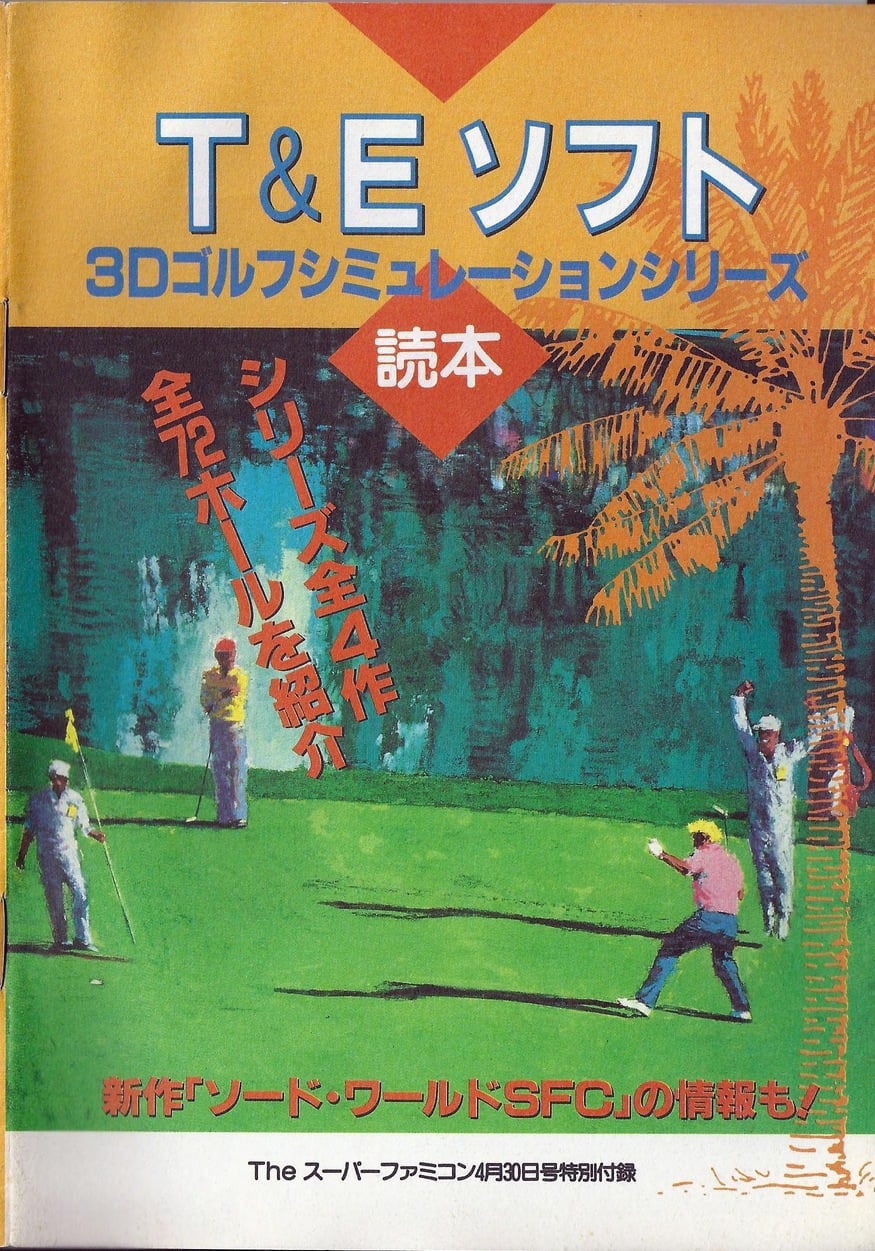 T&Eソフト
3Dゴルフシミュレーションシリーズ
読本
シリーズ全4作
全72ホールを紹介
新作「ソード・ワールドSFC」の情報も!
The スーパーファミコン4月30日号特別付録